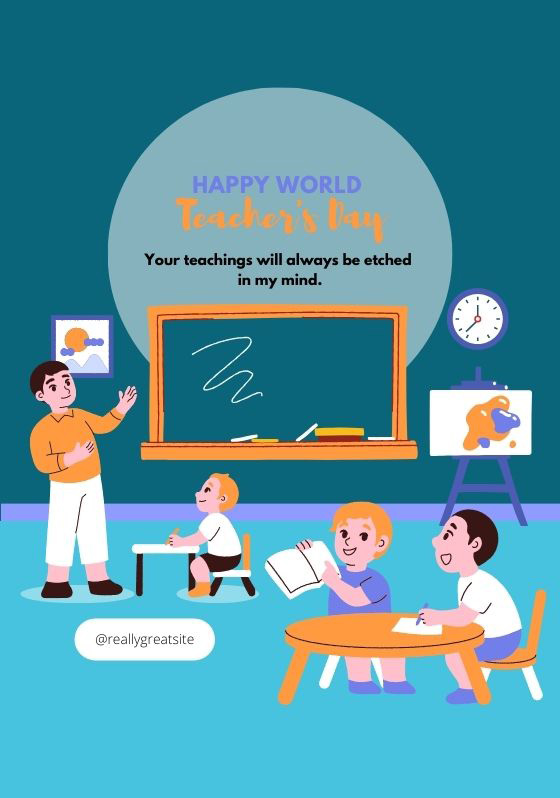 HAPPY WORLD
Teacher's Day
Your teachings will always be etched
in my mind.
@reallygreatsite